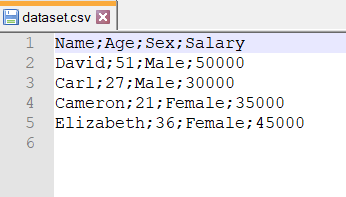 dataset.csv
1 Name;Age;Sex;Salary
2 David;51;Male;50000
3 Carl;27;Male;30000
4 Cameron;21;Female;35000
5 Elizabeth;36;Female;45000
6